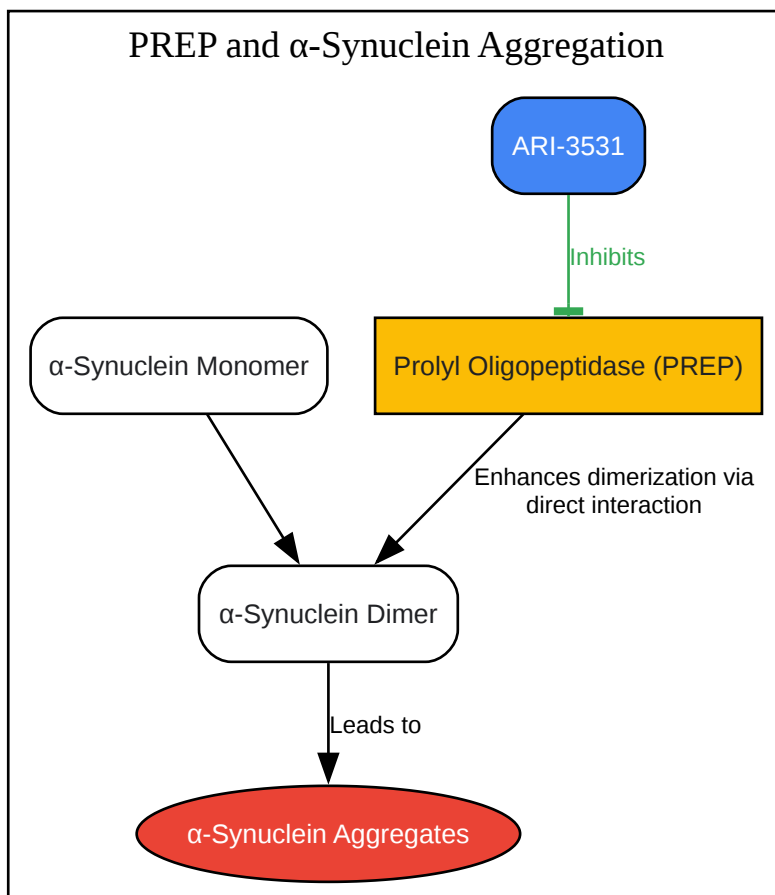 PREP and α-Synuclein Aggregation
ARI-3531
Inhibits
α-Synuclein Monomer
Prolyl Oligopeptidase (PREP)
Enhances dimerization via
direct interaction
α-Synuclein Dimer
Leads to
α-Synuclein Aggregates